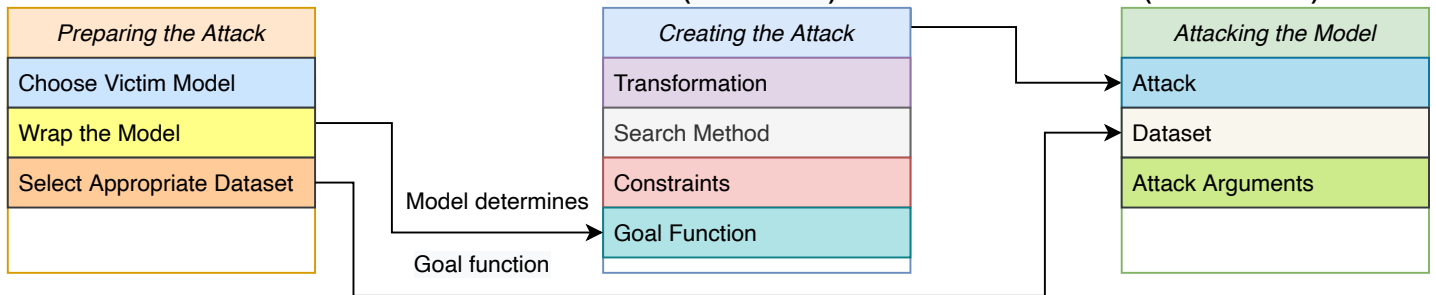 Preparing the Attack
Choose Victim Model
Wrap the Model
Select Appropriate Dataset
Model determines
Goal function
Creating the Attack
Transformation
Search Method
Constraints
Goal Function
Attacking the Model
Attack
Dataset
Attack Arguments